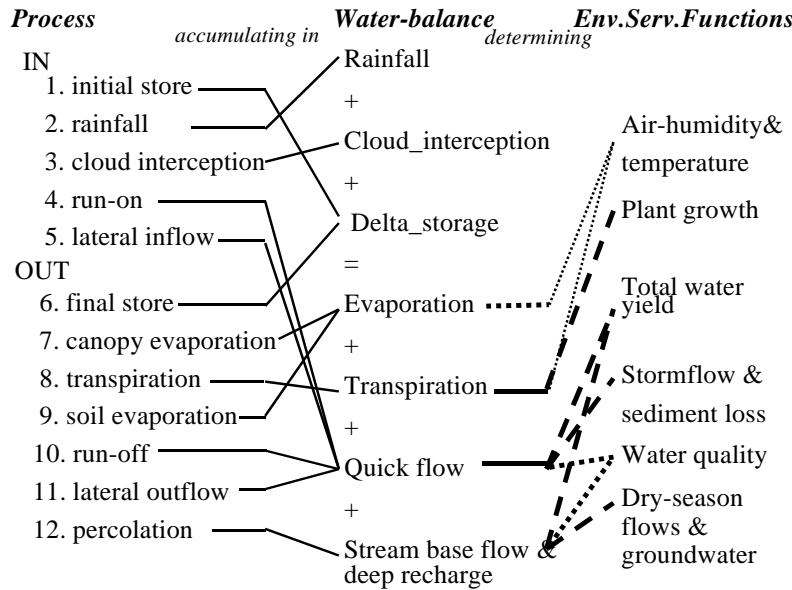 Process
accumulating in
Water-balance
determining
Env.Serv.Functions
IN
1. initial store
2. rainfall
3. cloud interception
4. run-on
5. lateral inflow
OUT
6. final store
7. canopy evaporation
8. transpiration
9. soil evaporation
10. run-off
11. lateral outflow
12. percolation
Rainfall
+
Cloud_interception
+
Delta_storage
=
Evaporation
+
Transpiration
+
Quick flow
+
Stream base flow &
deep recharge
Air-humidity&
temperature
Plant growth
Total water
yield
Stormflow &
sediment loss
Water quality
Dry-season
flows &
groundwater